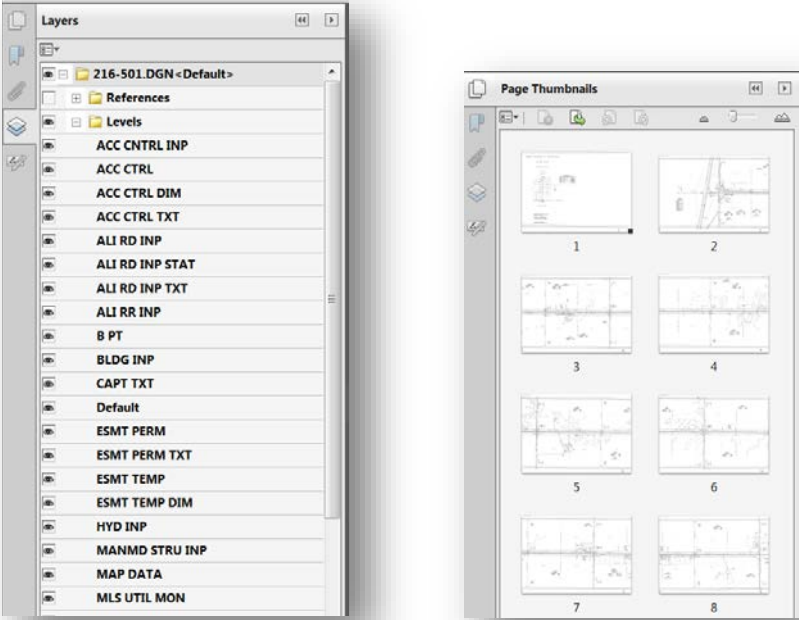 Layers
216-501.DGN<Default>
References
Levels
ACC CNTRL INP
ACC CTRL
ACC CTRL DIM
ACC CTRL TXT
ALI RD INP
ALI RD INP STAT
ALI RD INP TXT
ALI RR INP
B PT
BLDG INP
CAPT TXT
Default
ESMT PERM
ESMT PERM TXT
ESMT TEMP
ESMT TEMP DIM
HYD INP
MANMD STRU INP
MAP DATA
MLS UTIL MON
Page Thumbnails
1
2
3
4
5
6
7
8